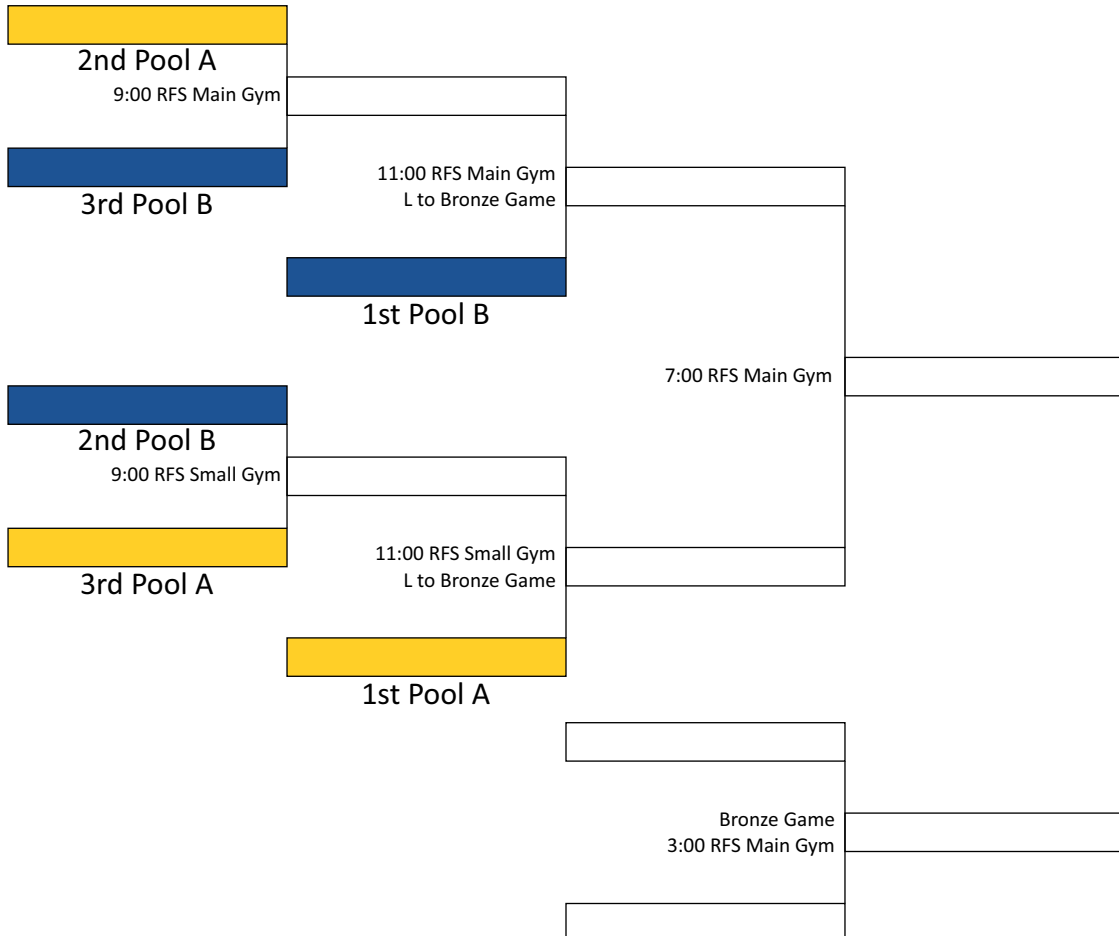 2nd Pool A
9:00 RFS Main Gym
3rd Pool B
11:00 RFS Main Gym
L to Bronze Game
1st Pool B
7:00 RFS Main Gym
2nd Pool B
9:00 RFS Small Gym
3rd Pool A
11:00 RFS Small Gym
L to Bronze Game
1st Pool A
Bronze Game
3:00 RFS Main Gym